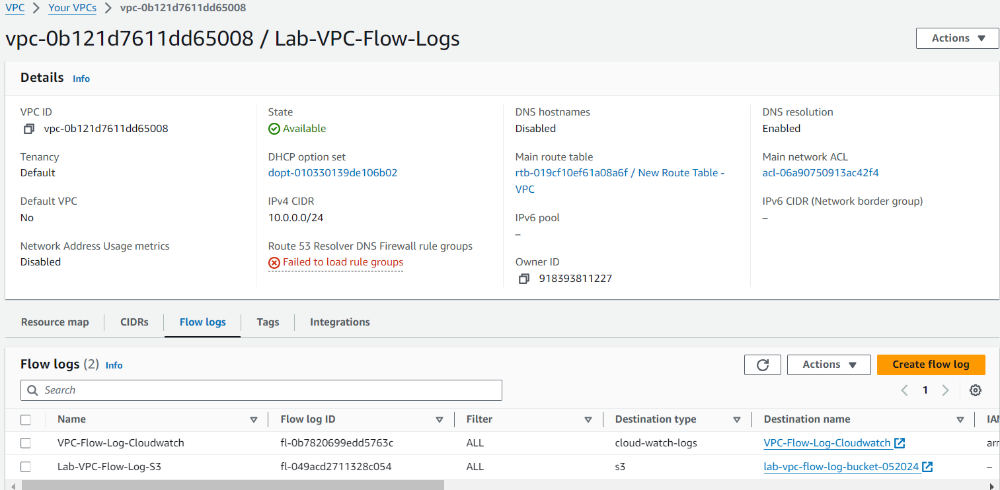 VPC > Your VPCs > vpc-0b121d7611dd65008
vpc-0b121d7611dd65008 / Lab-VPC-Flow-Logs
Actions
Details Info
VPC ID
vpc-0b121d7611dd65008
State
Available
DNS hostnames
Disabled
DNS resolution
Enabled
Tenancy
Default
DHCP option set
dopt-010330139de106b02
Main route table
rtb-019cf10ef61a08a6f / New Route Table -
VPC
Main network ACL
acl-06a90750913ac42f4
Default VPC
No
IPv4 CIDR
10.0.0.0/24
IPv6 pool
–
IPv6 CIDR (Network border group)
–
Network Address Usage metrics
Disabled
Route 53 Resolver DNS Firewall rule groups
Failed to load rule groups
Owner ID
918393811227
Resource map CIDRs Flow logs Tags Integrations
Flow logs (2) Info
Actions Create flow log
Search
1
Name Flow log ID Filter Destination type Destination name IAM
VPC-Flow-Log-Cloudwatch fl-0b7820699edd5763c ALL cloud-watch-logs VPC-Flow-Log-Cloudwatch arn
Lab-VPC-Flow-Log-S3 fl-049acd2711328c054 ALL s3 lab-vpc-flow-log-bucket-052024 –